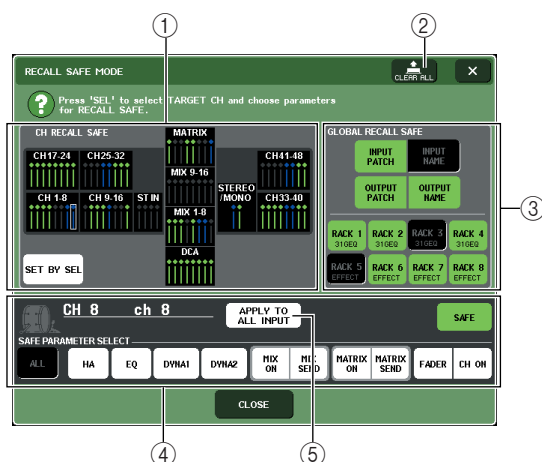 ①
②
RECALL SAFE MODE
CLEAR ALL
×
?
Press 'SEL' to select TARGET CH and choose parameters
for RECALL SAFE.
CH RECALL SAFE
MATRIX
CH17-24
CH25-32
CH41-48
MIX 9-16
CH 1-8
CH 9-16
ST IN
STEREO
/MONO
CH33-40
MIX 1-8
DCA
SET BY SEL
GLOBAL RECALL SAFE
INPUT
PATCH
INPUT
NAME
OUTPUT
PATCH
OUTPUT
NAME
③
RACK 1
31GEQ
RACK 2
31GEQ
RACK 3
31GEQ
RACK 4
31GEQ
RACK 5
EFFECT
RACK 6
EFFECT
RACK 7
EFFECT
RACK 8
EFFECT
CH 8
ch 8
APPLY TO
ALL INPUT
SAFE
SAFE PARAMETER SELECT
ALL
HA
EQ
DYNA1
DYNA2
MIX
ON
MIX
SEND
MATRIX
ON
MATRIX
SEND
FADER
CH ON
CLOSE
④
⑤